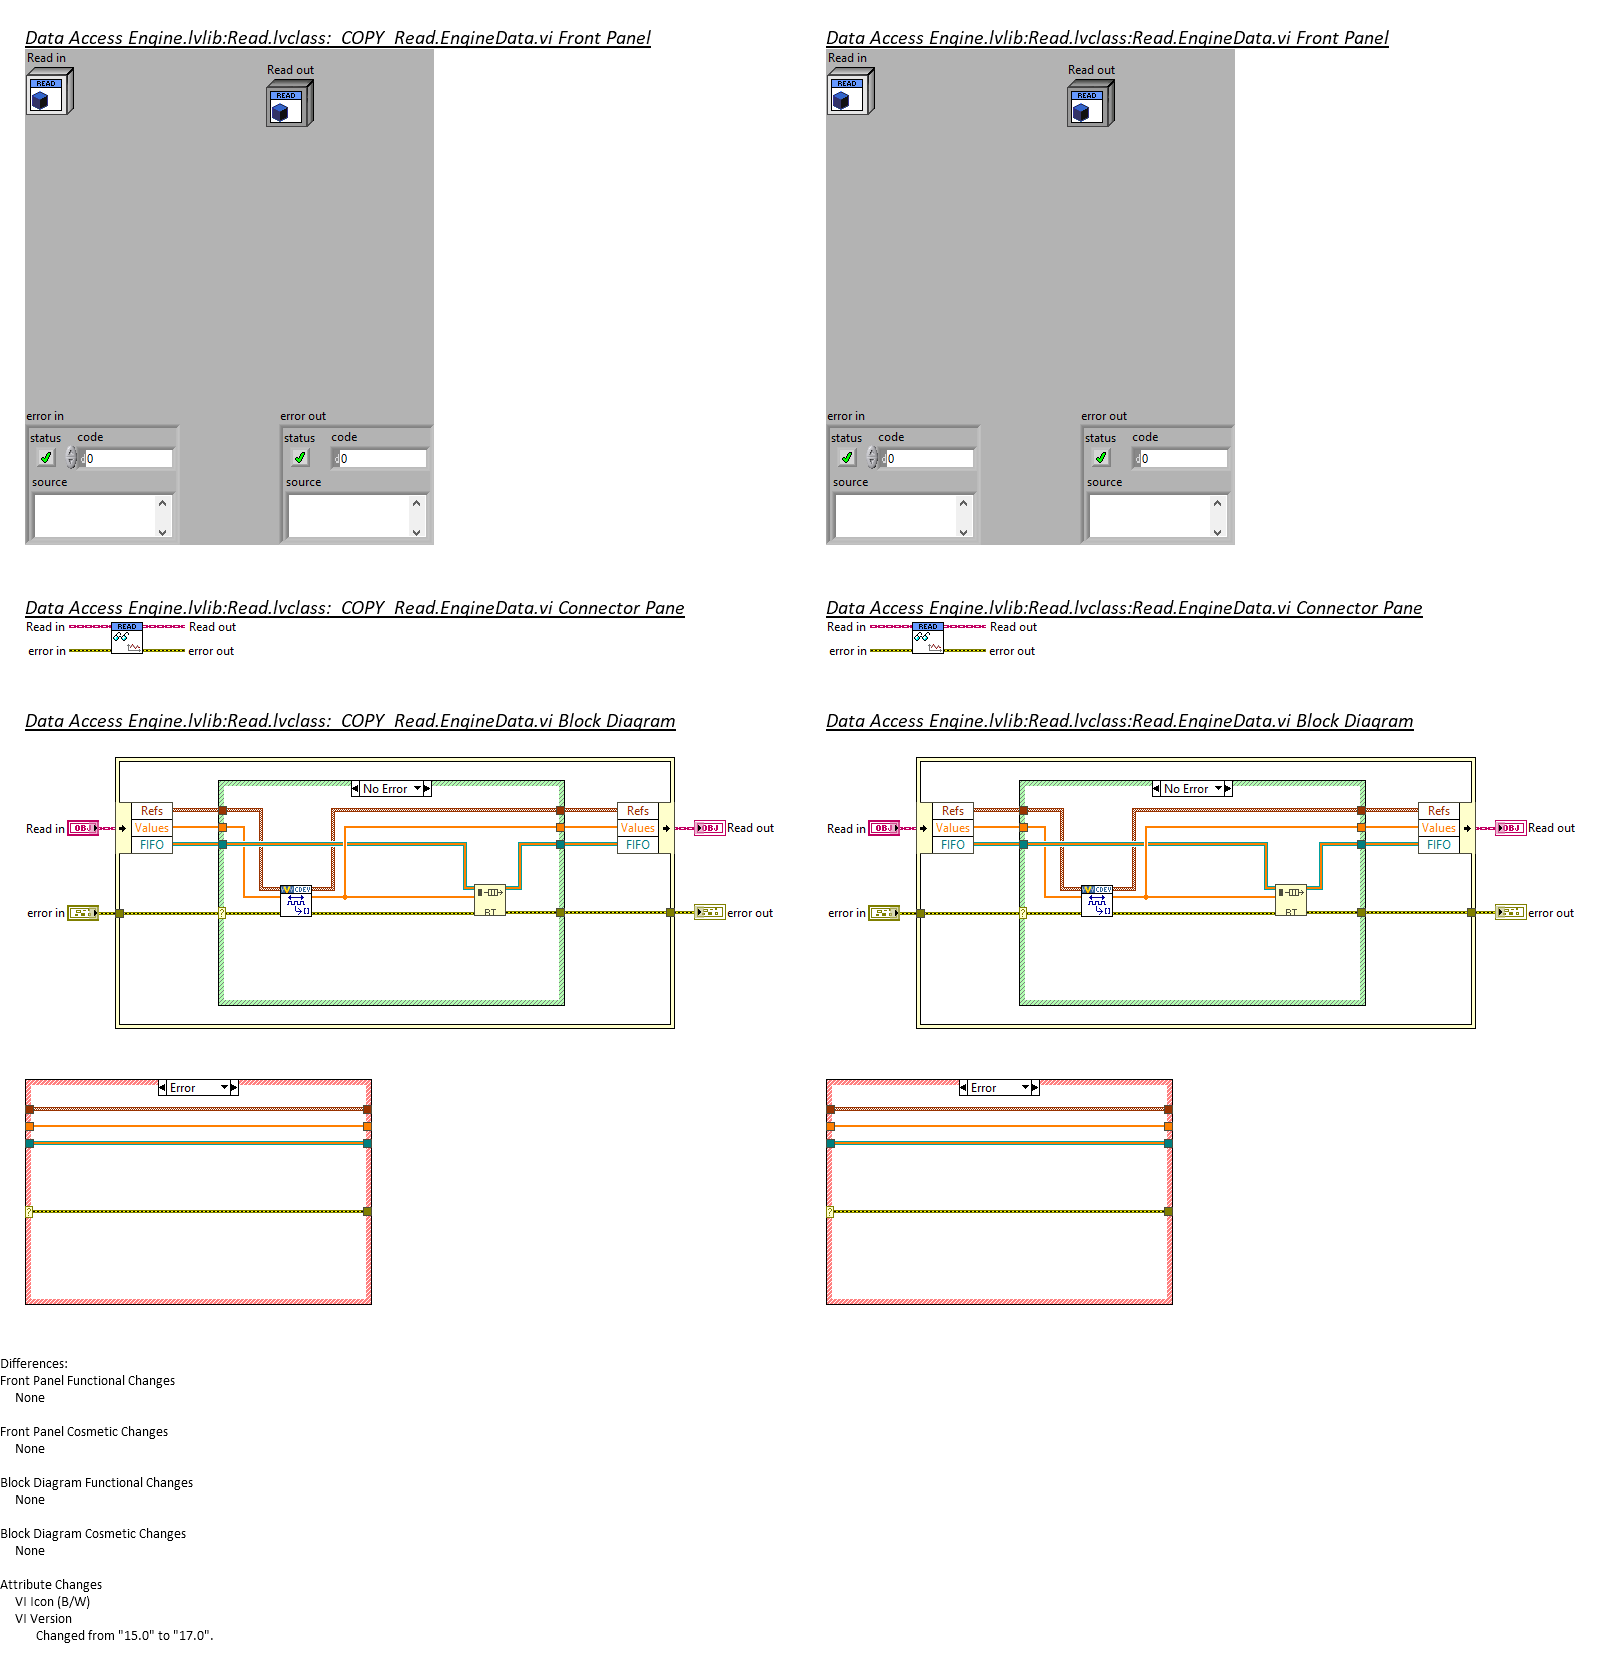 Data Access Engine.lvlib:Read.lvclass:_COPY_Read.EngineData.vi Front Panel
Read in
READ
Read out
READ
error in
status code
0
source
error out
status code
0
source
Data Access Engine.lvlib:Read.lvclass:Read.EngineData.vi Front Panel
Read in
READ
Read out
READ
error in
status code
0
source
error out
status code
0
source
Data Access Engine.lvlib:Read.lvclass:_COPY_Read.EngineData.vi Connector Pane
Read in READ Read out
error in error out
Data Access Engine.lvlib:Read.lvclass:Read.EngineData.vi Connector Pane
Read in READ Read out
error in error out
Data Access Engine.lvlib:Read.lvclass:_COPY_Read.EngineData.vi Block Diagram
No Error
Refs Refs
Read in OBJ Values Values OBJ Read out
FIFO FIFO
CDEV
?
RT
error in error out
Error
?
Data Access Engine.lvlib:Read.lvclass:Read.EngineData.vi Block Diagram
No Error
Refs Refs
Read in OBJ Values Values OBJ Read out
FIFO FIFO
CDEV
?
RT
error in error out
Error
?
Differences:
Front Panel Functional Changes
None
Front Panel Cosmetic Changes
None
Block Diagram Functional Changes
None
Block Diagram Cosmetic Changes
None
Attribute Changes
VI Icon (B/W)
VI Version
Changed from "15.0" to "17.0".